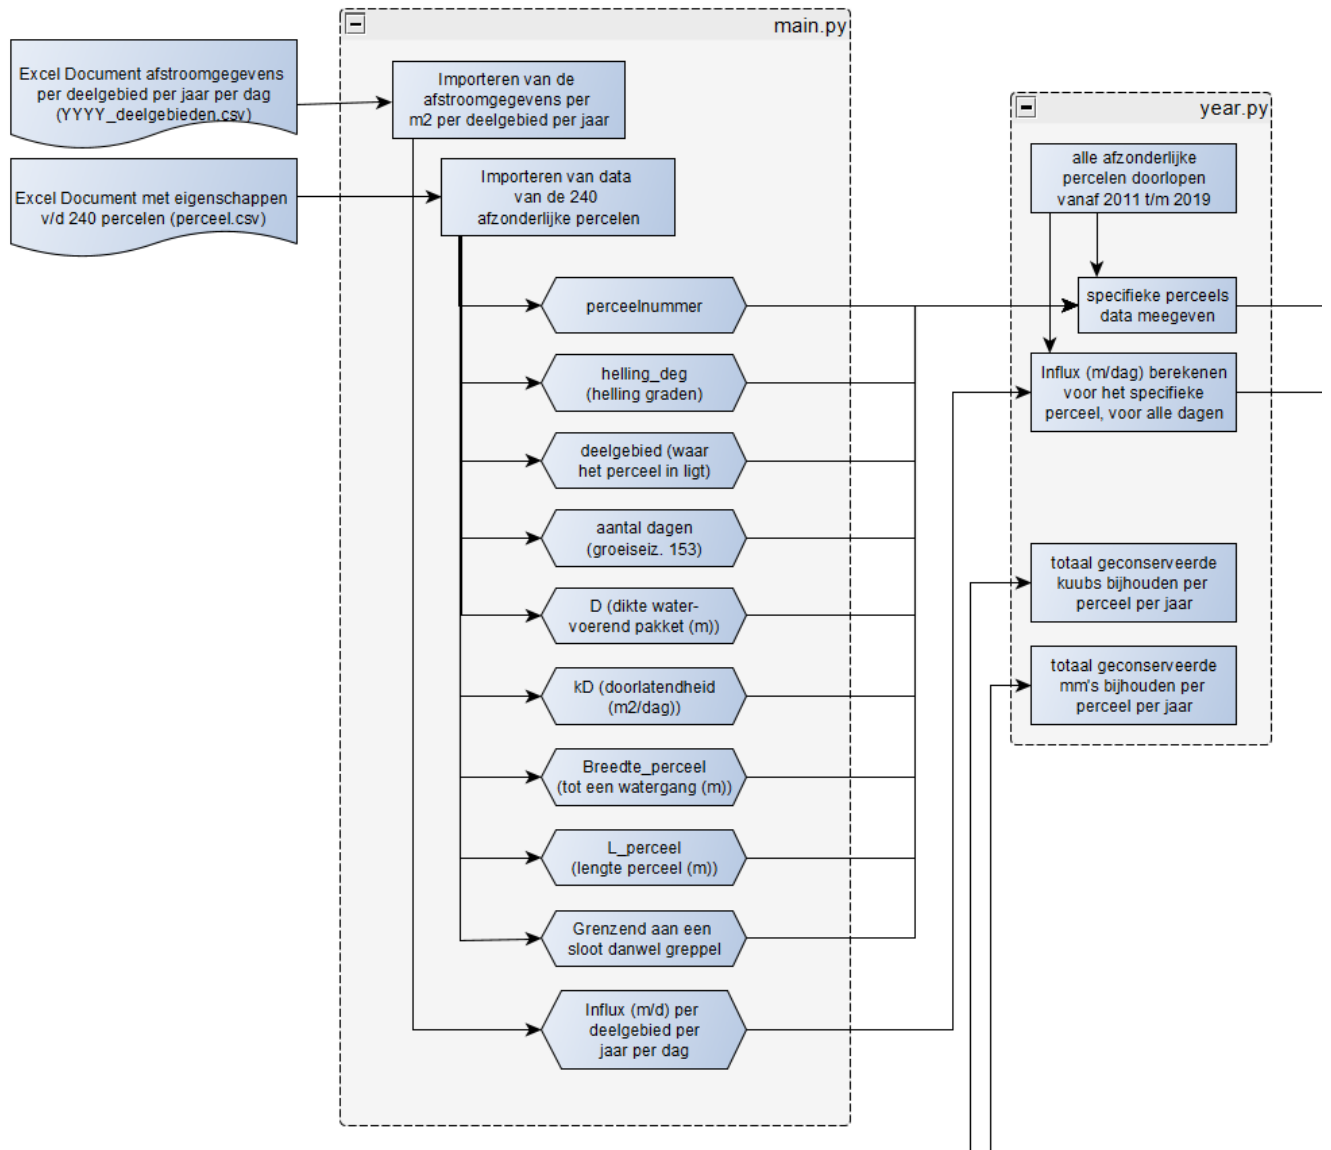 main.py
Excel Document afstroomgegevens
per deelgebied per jaar per dag
(YYYY_deelgebieden.csv)
Importeren van de
afstroomgegevens per
m2 per deelgebied per jaar
Excel Document met eigenschappen
v/d 240 percelen (perceel.csv)
Importeren van data
van de 240
afzonderlijke percelen
perceelnummer
helling_deg
(helling graden)
deelgebied (waar
het perceel in ligt)
aantal dagen
(groeiseiz. 153)
D (dikte water-
voerend pakket (m))
kD (doorlatendheid
(m2/dag))
Breedte_perceel
(tot een watergang (m))
L_perceel
(lengte perceel (m))
Grenzend aan een
sloot danwel greppel
Influx (m/d) per
deelgebied per
jaar per dag
year.py
alle afzonderlijke
percelen doorlopen
vanaf 2011 t/m 2019
specifieke perceels
data meegeven
Influx (m/dag) berekenen
voor het specifieke
perceel, voor alle dagen
totaal geconserveerde
kuubs bijhouden per
perceel per jaar
totaal geconserveerde
mm's bijhouden per
perceel per jaar